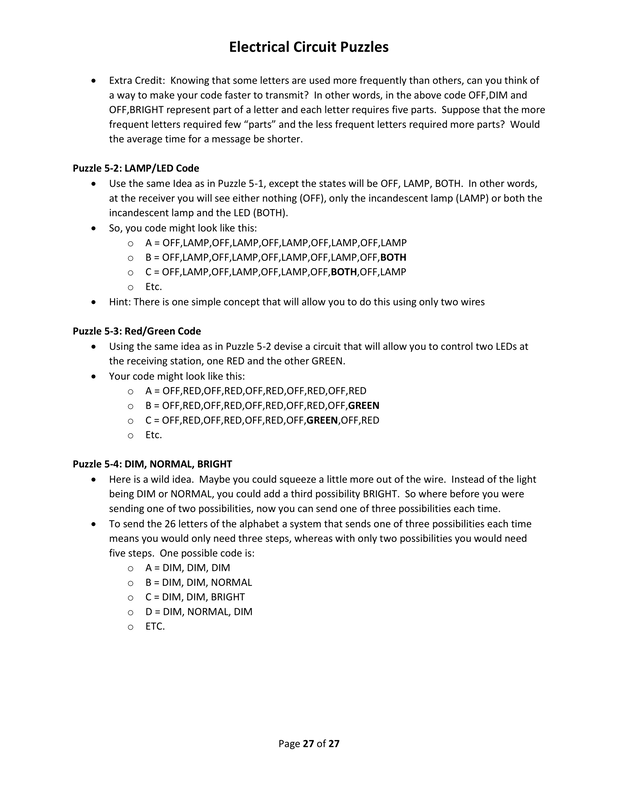 Electrical Circuit Puzzles
• Extra Credit:  Knowing that some letters are used more frequently than others, can you think of
a way to make your code faster to transmit?  In other words, in the above code OFF,DIM and
OFF,BRIGHT represent part of a letter and each letter requires five parts.  Suppose that the more
frequent letters required few “parts” and the less frequent letters required more parts?  Would
the average time for a message be shorter.
Puzzle 5-2: LAMP/LED Code
• Use the same Idea as in Puzzle 5-1, except the states will be OFF, LAMP, BOTH.  In other words,
at the receiver you will see either nothing (OFF), only the incandescent lamp (LAMP) or both the
incandescent lamp and the LED (BOTH).
• So, you code might look like this:
o A = OFF,LAMP,OFF,LAMP,OFF,LAMP,OFF,LAMP,OFF,LAMP
o B = OFF,LAMP,OFF,LAMP,OFF,LAMP,OFF,LAMP,OFF,BOTH
o C = OFF,LAMP,OFF,LAMP,OFF,LAMP,OFF,BOTH,OFF,LAMP
o Etc.
• Hint: There is one simple concept that will allow you to do this using only two wires
Puzzle 5-3: Red/Green Code
• Using the same idea as in Puzzle 5-2 devise a circuit that will allow you to control two LEDs at
the receiving station, one RED and the other GREEN.
• Your code might look like this:
o A = OFF,RED,OFF,RED,OFF,RED,OFF,RED,OFF,RED
o B = OFF,RED,OFF,RED,OFF,RED,OFF,RED,OFF,GREEN
o C = OFF,RED,OFF,RED,OFF,RED,OFF,GREEN,OFF,RED
o Etc.
Puzzle 5-4: DIM, NORMAL, BRIGHT
• Here is a wild idea.  Maybe you could squeeze a little more out of the wire.  Instead of the light
being DIM or NORMAL, you could add a third possibility BRIGHT.  So where before you were
sending one of two possibilities, now you can send one of three possibilities each time.
• To send the 26 letters of the alphabet a system that sends one of three possibilities each time
means you would only need three steps, whereas with only two possibilities you would need
five steps.  One possible code is:
o A = DIM, DIM, DIM
o B = DIM, DIM, NORMAL
o C = DIM, DIM, BRIGHT
o D = DIM, NORMAL, DIM
o ETC.
Page 27 of 27